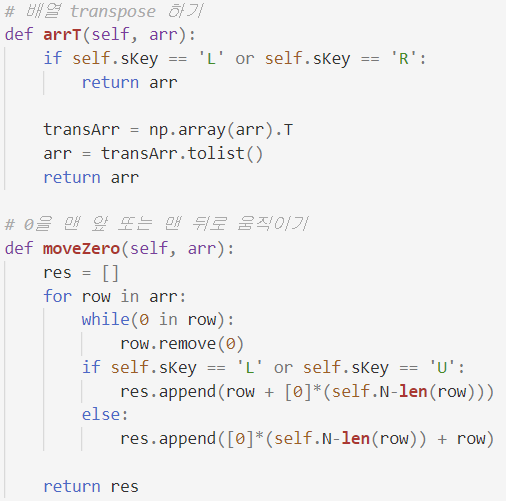 # 배열 transpose 하기
def arrT(self, arr):
    if self.sKey == 'L' or self.sKey == 'R':
        return arr

    transArr = np.array(arr).T
    arr = transArr.tolist()
    return arr

# 0을 맨 앞 또는 맨 뒤로 움직이기
def moveZero(self, arr):
    res = []
    for row in arr:
        while(0 in row):
            row.remove(0)
        if self.sKey == 'L' or self.sKey == 'U':
            res.append(row + [0]*(self.N-len(row)))
        else:
            res.append([0]*(self.N-len(row)) + row)

    return res